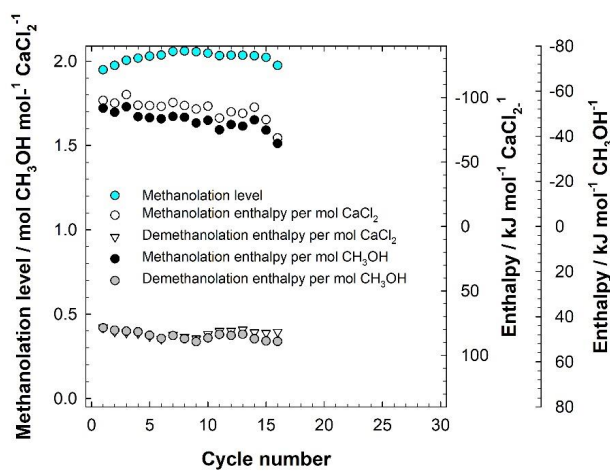 Methanolation level / mol CH₃OH mol-¹ CaCl₂⁻¹
2.0
1.5
1.0
0.5
0.0
Methanolation level
Methanolation enthalpy per mol CaCl₂
Demethanolation enthalpy per mol CaCl₂
Methanolation enthalpy per mol CH₃OH
Demethanolation enthalpy per mol CH₃OH
0 5 10 15 20 25 30
Cycle number
-100
-50
0
50
100
Enthalpy / kJ mol⁻¹ CaCl₂-¹
-80
-60
-40
-20
0
20
40
60
80
Enthalpy / kJ mol⁻¹ CH₃OH⁻¹